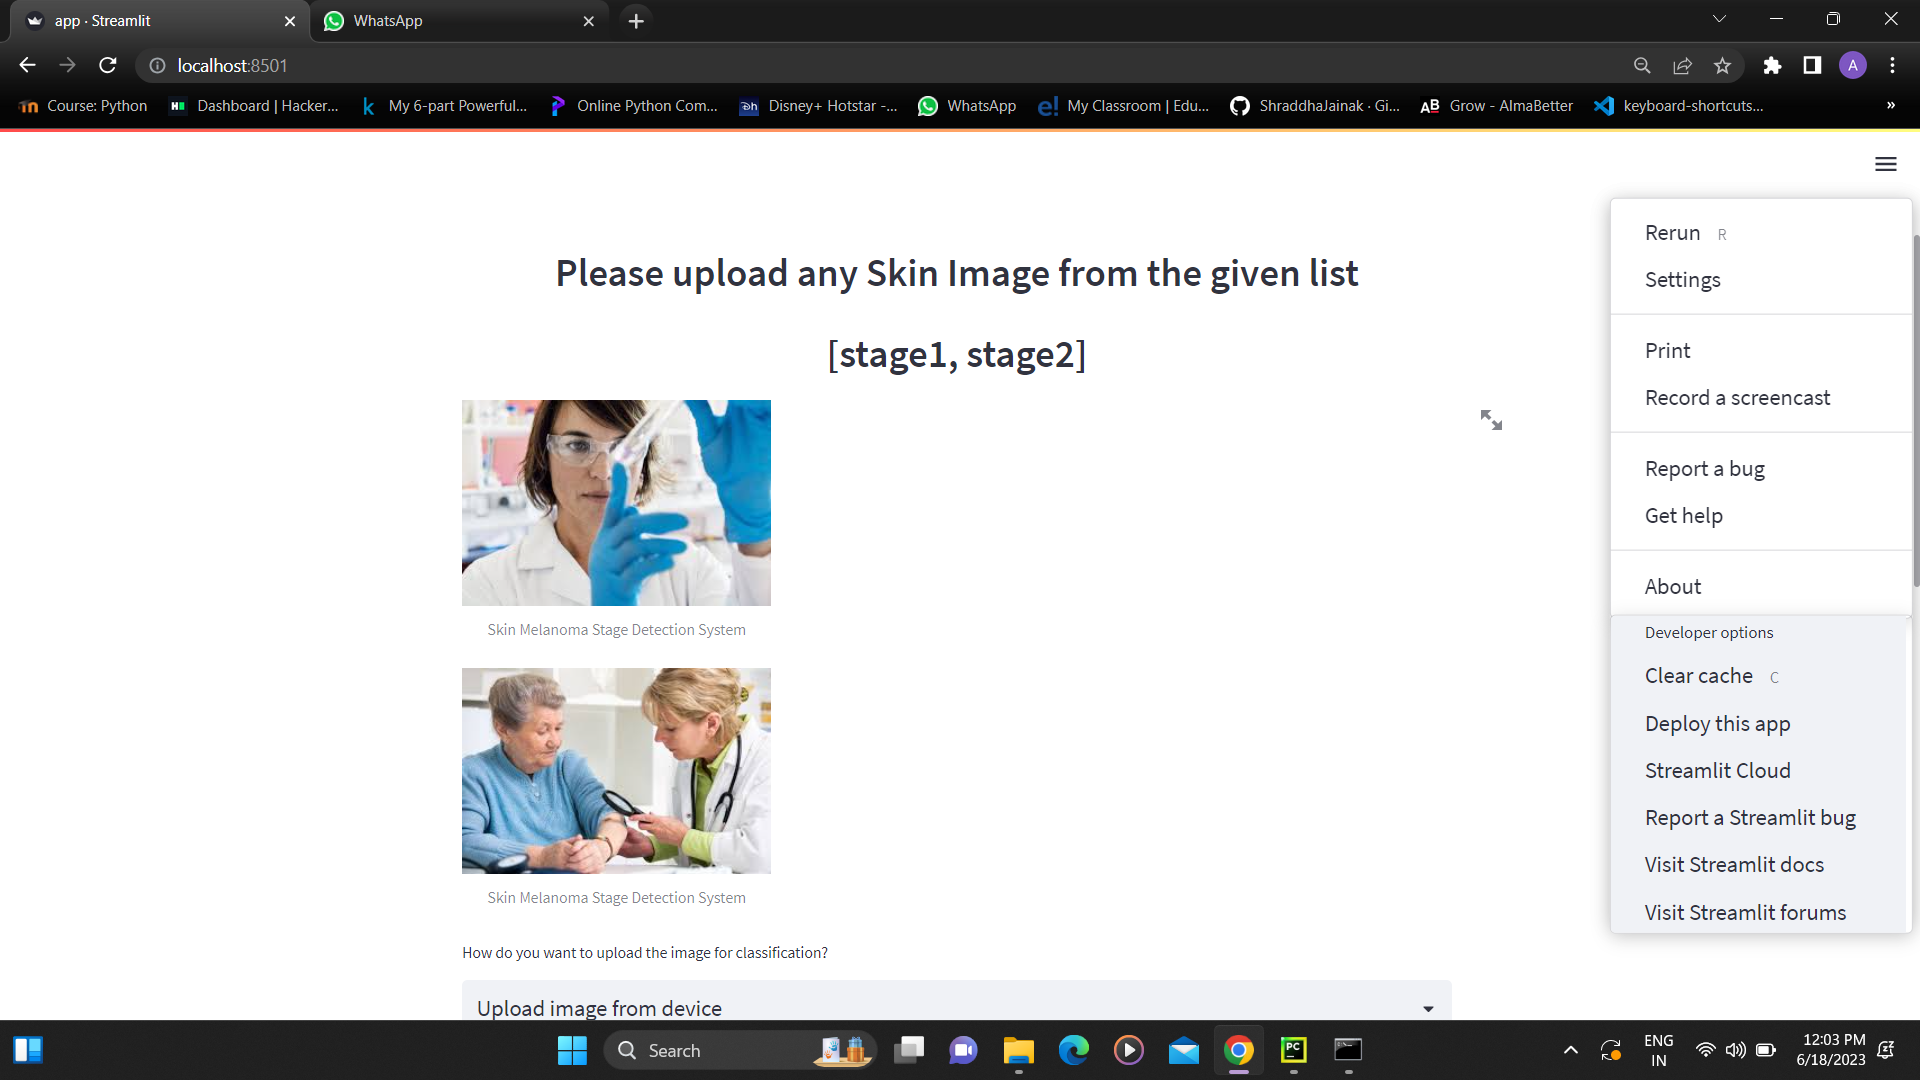 app · Streamlit
WhatsApp
localhost:8501
A
Course: Python
Dashboard | Hacker...
My 6-part Powerful...
Online Python Com...
Disney+ Hotstar -...
WhatsApp
My Classroom | Edu...
ShraddhaJainak · Gi...
Grow - AlmaBetter
keyboard-shortcuts...
»
Please upload any Skin Image from the given list
[stage1, stage2]
Skin Melanoma Stage Detection System
Skin Melanoma Stage Detection System
How do you want to upload the image for classification?
Upload image from device
Rerun R
Settings
Print
Record a screencast
Report a bug
Get help
About
Developer options
Clear cache C
Deploy this app
Streamlit Cloud
Report a Streamlit bug
Visit Streamlit docs
Visit Streamlit forums
Search
ENG
IN
12:03 PM
6/18/2023